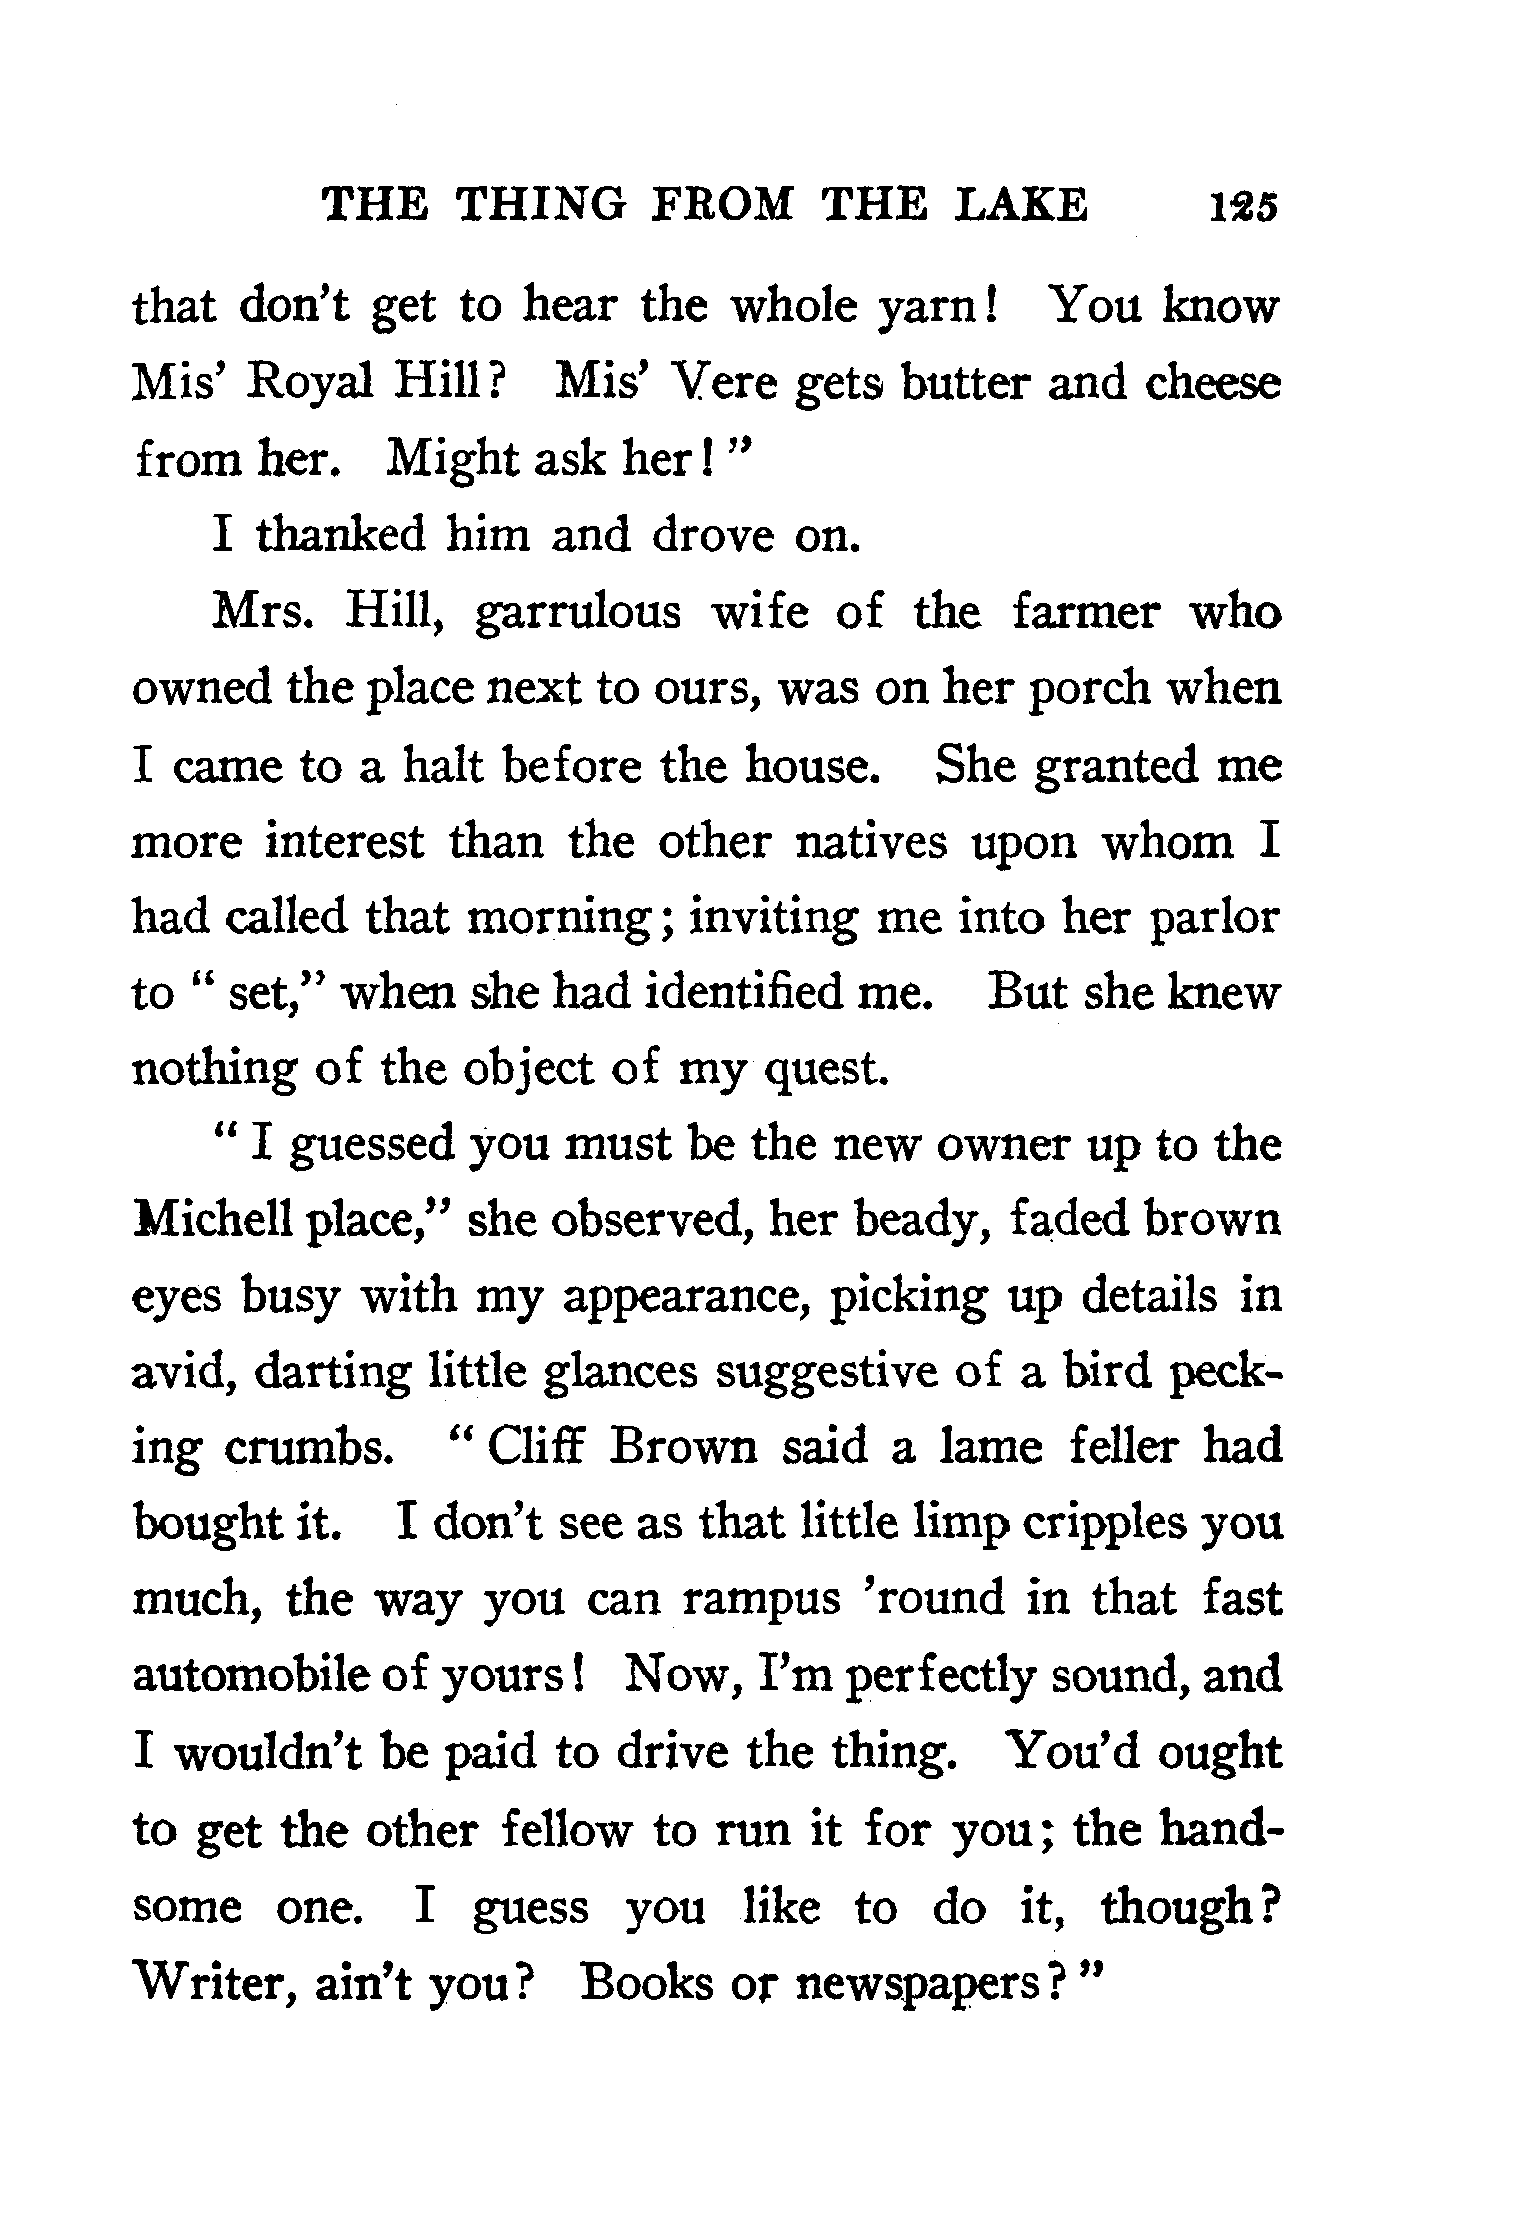 THE THING FROM THE LAKE 125
that don't get to hear the whole yarn! You know
Mis' Royal Hill? Mis' Vere gets butter and cheese
from her. Might ask her!"
I thanked him and drove on.
Mrs. Hill, garrulous wife of the farmer who
owned the place next to ours, was on her porch when
I came to a halt before the house. She granted me
more interest than the other natives upon whom I
had called that morning; inviting me into her parlor
to "set," when she had identified me. But she knew
nothing of the object of my quest.
"I guessed you must be the new owner up to the
Michell place," she observed, her beady, faded brown
eyes busy with my appearance, picking up details in
avid, darting little glances suggestive of a bird peck-
ing crumbs. "Cliff Brown said a lame feller had
bought it. I don't see as that little limp cripples you
much, the way you can rampus 'round in that fast
automobile of yours! Now, I'm perfectly sound, and
I wouldn't be paid to drive the thing. You'd ought
to get the other fellow to run it for you; the hand-
some one. I guess you like to do it, though?
Writer, ain't you? Books or newspapers?"